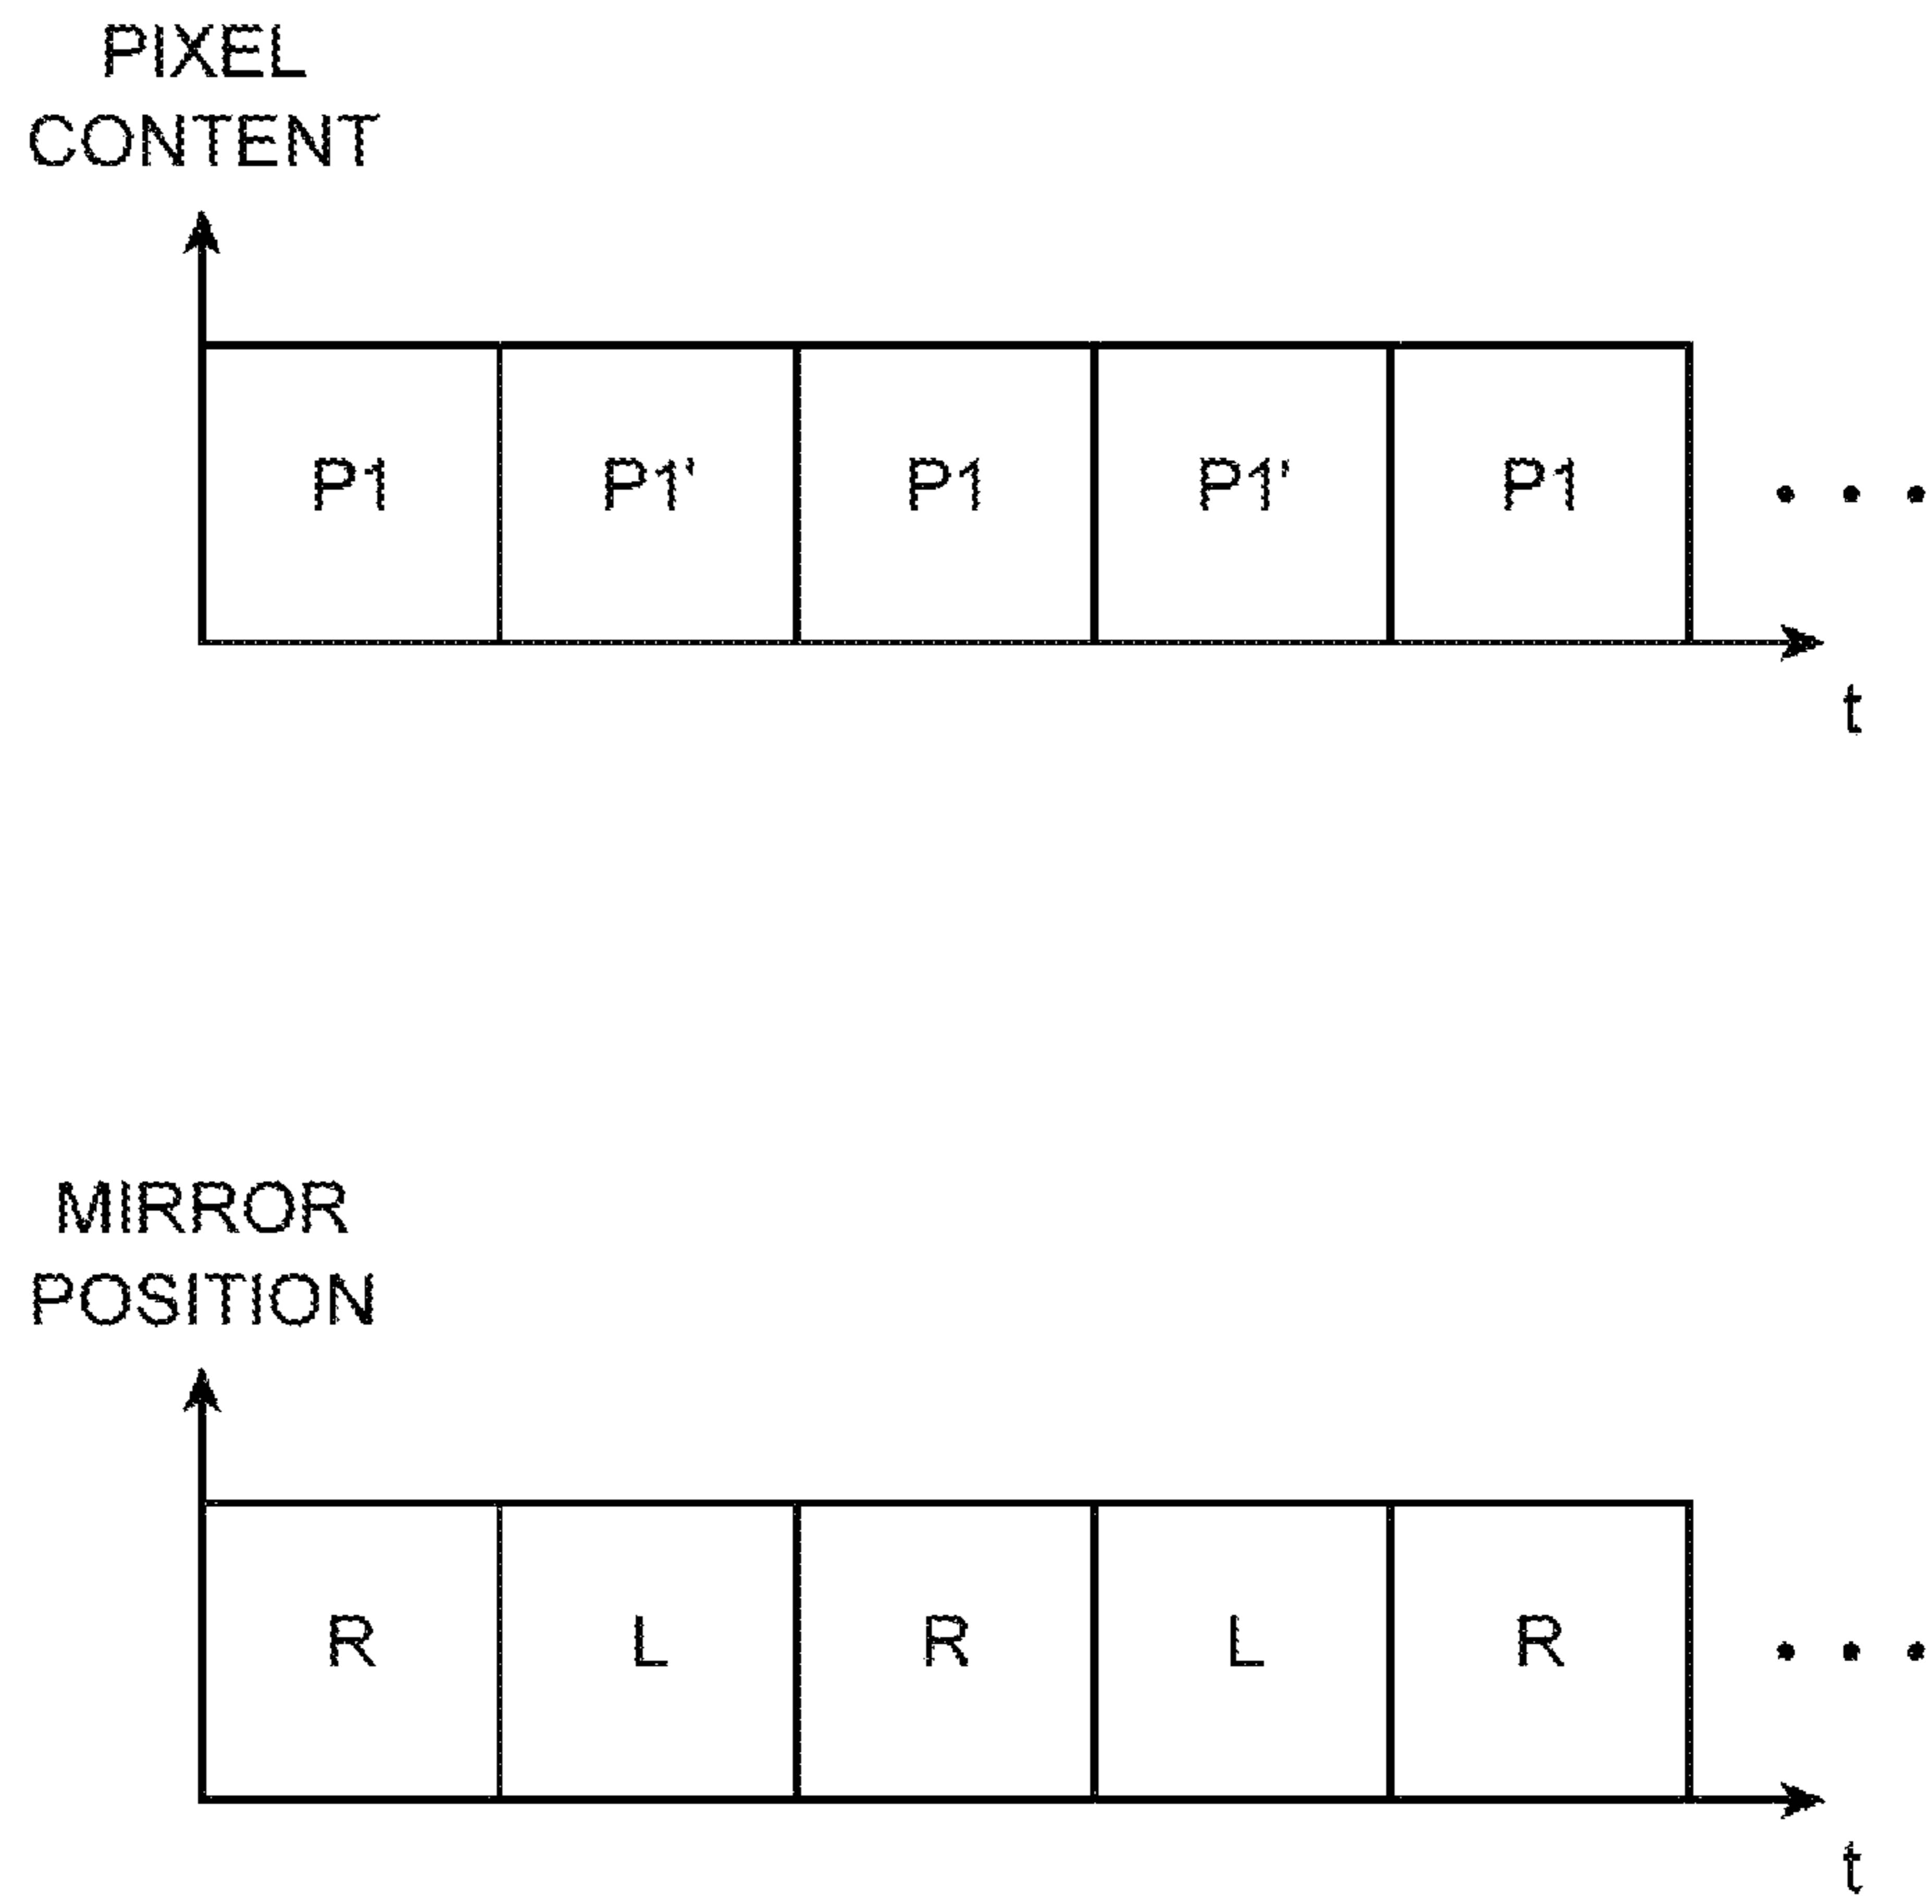 PIXEL
CONTENT
P1 P1' P1 P1' P1 • • •
t
MIRROR
POSITION
R L R L R • • •
t